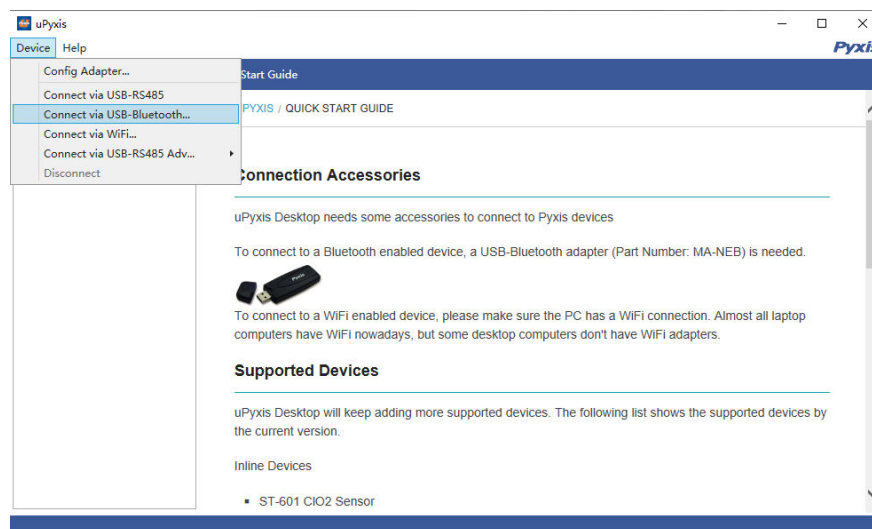 uPyxis
Device Help
Pyxis
Config Adapter...
Connect via USB-RS485
Connect via USB-Bluetooth...
Connect via WiFi...
Connect via USB-RS485 Adv...
Disconnect
Start Guide
PYXIS / QUICK START GUIDE
Connection Accessories
uPyxis Desktop needs some accessories to connect to Pyxis devices
To connect to a Bluetooth enabled device, a USB-Bluetooth adapter (Part Number: MA-NEB) is needed.
Pyxis
To connect to a WiFi enabled device, please make sure the PC has a WiFi connection. Almost all laptop
computers have WiFi nowadays, but some desktop computers don't have WiFi adapters.
Supported Devices
uPyxis Desktop will keep adding more supported devices. The following list shows the supported devices by
the current version.
Inline Devices
▪ ST-601 ClO2 Sensor